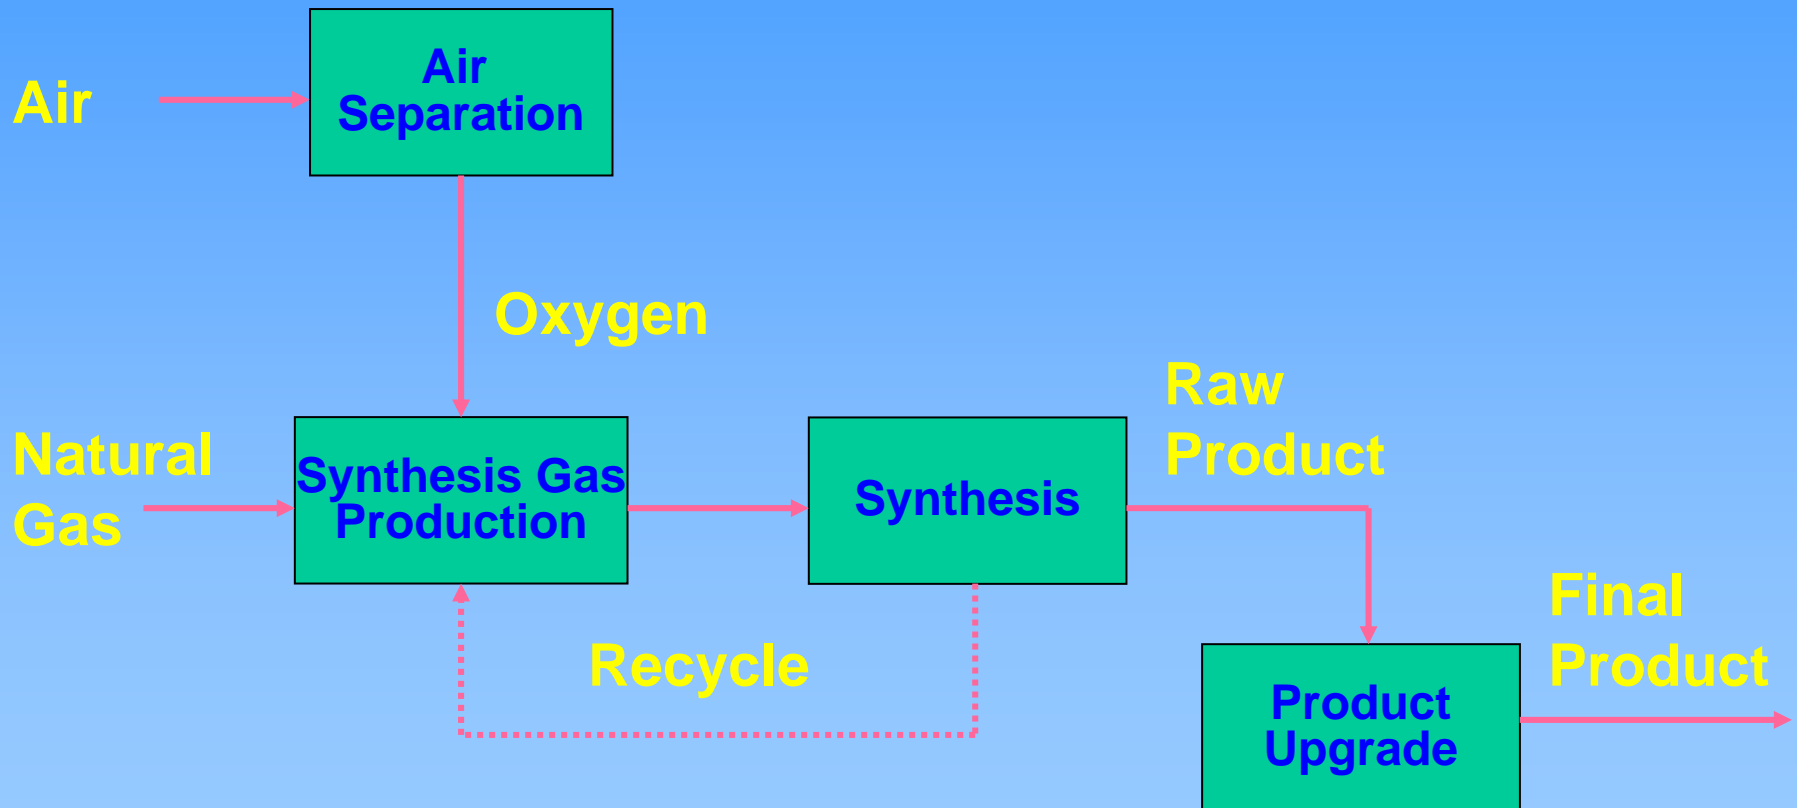 Air
Air
Separation
Oxygen
Natural
Gas
Synthesis Gas
Production
Synthesis
Raw
Product
Recycle
Product
Upgrade
Final
Product